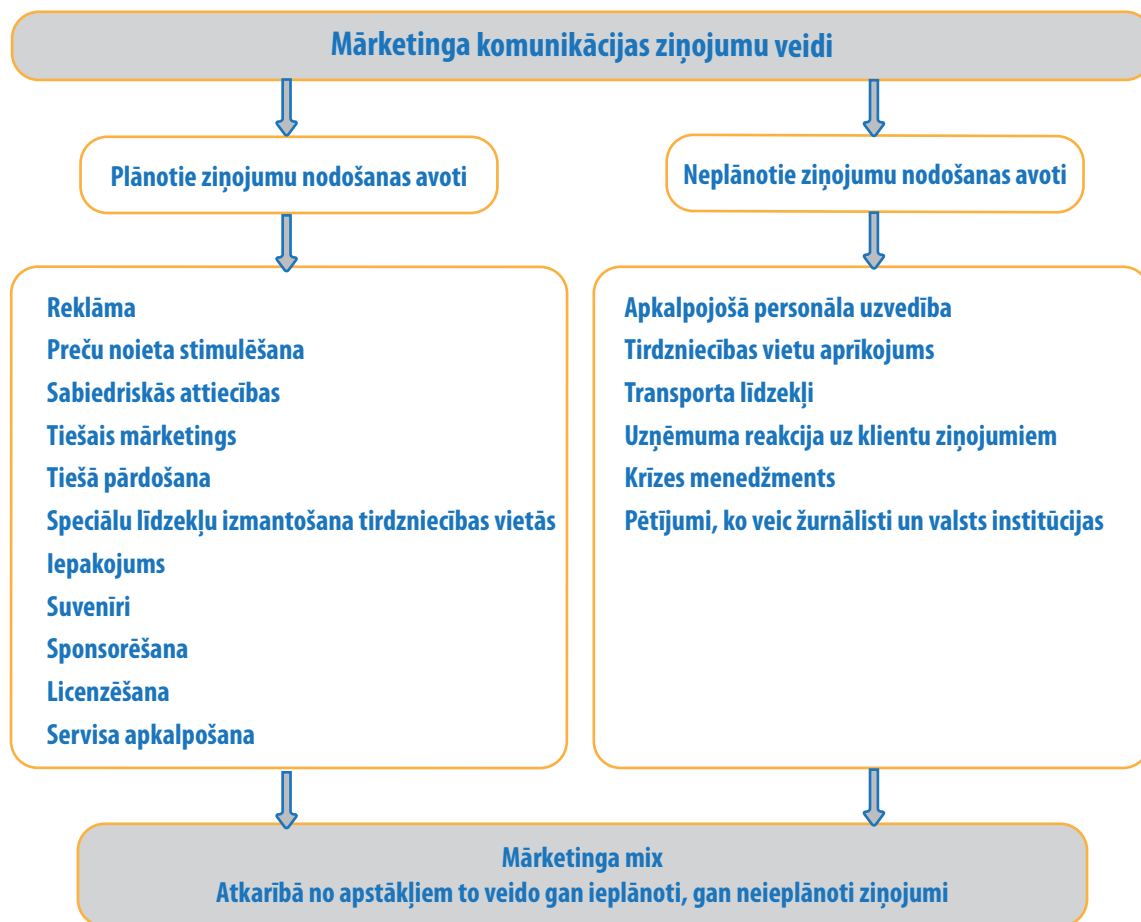 Mārketinga komunikācijas ziņojumu veidi
Plānotie ziņojumu nodošanas avoti
Neplānotie ziņojumu nodošanas avoti
Reklāma
Preču noieta stimulēšana
Sabiedriskās attiecības
Tiešais mārketings
Tiešā pārdošana
Speciālu līdzekļu izmantošana tirdzniecības vietās
Iepakojums
Suvenīri
Sponsorēšana
Licenzēšana
Servisa apkalpošana
Apkalpojošā personāla uzvedība
Tirdzniecības vietu aprīkojums
Transporta līdzekļi
Uzņēmuma reakcija uz klientu ziņojumiem
Krīzes menedžments
Pētījumi, ko veic žurnālisti un valsts institūcijas
Mārketinga mix
Atkarībā no apstākļiem to veido gan ieplānoti, gan neieplānoti ziņojumi